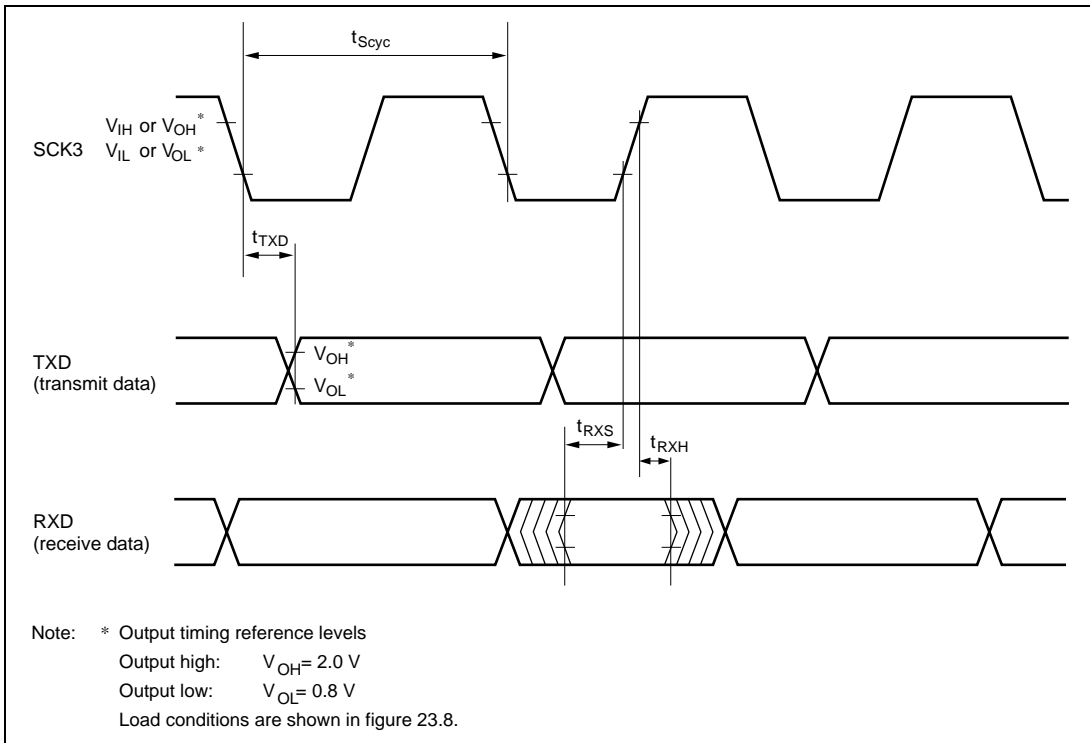 tScyc
VIH or VOH*
SCK3
VIL or VOL*
tTXD
TXD
(transmit data)
VOH*
VOL*
tRXS
tRXH
RXD
(receive data)
Note: * Output timing reference levels
Output high: VOH= 2.0 V
Output low: VOL= 0.8 V
Load conditions are shown in figure 23.8.